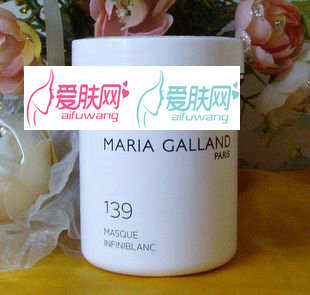 爱肤网 爱肤网
aifuwang aifuwang
MARIA GALLAND
PARIS
139
MASQUE
INFINIBLANC